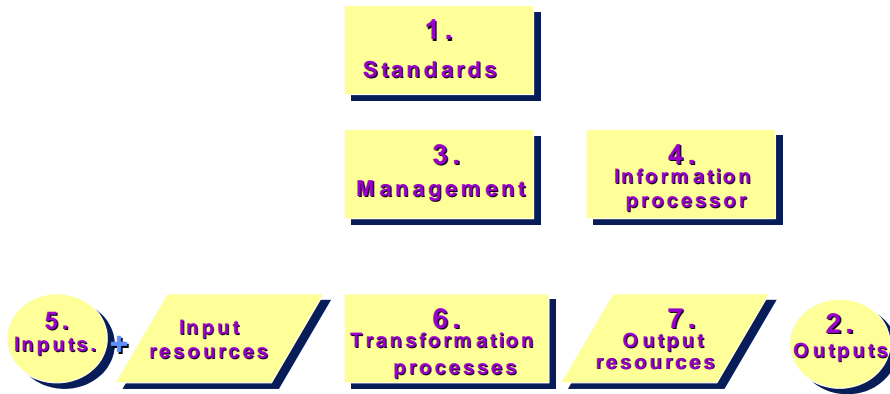 1.
Standards
3.
Management
4.
Information
processor
5.
Inputs.
+
Input
resources
6.
Transformation
processes
7.
Output
resources
2.
Outputs